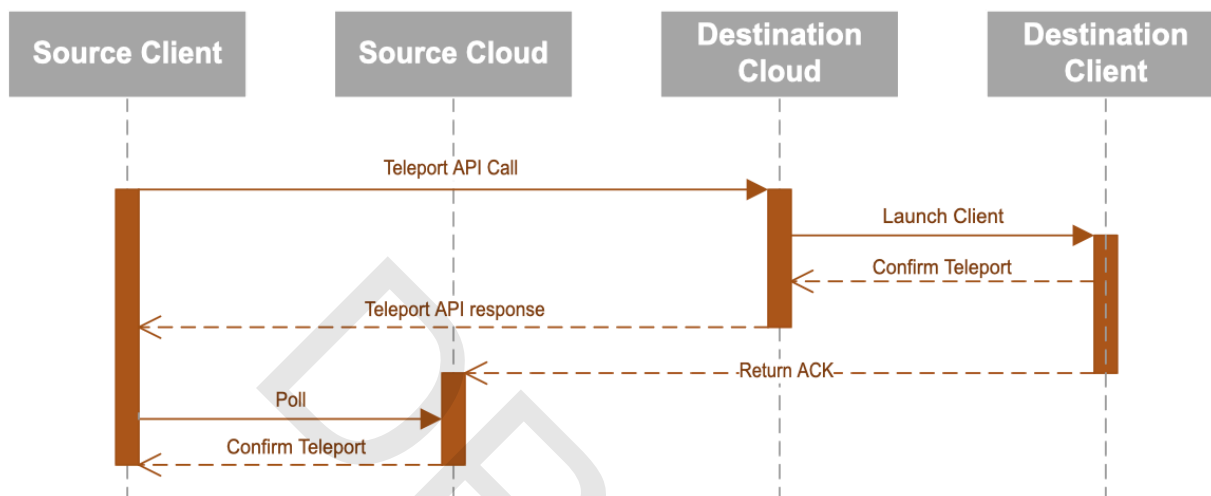 Source Client
Source Cloud
Destination
Cloud
Destination
Client
Teleport API Call
Launch Client
Confirm Teleport
Teleport API response
Return ACK
Poll
Confirm Teleport